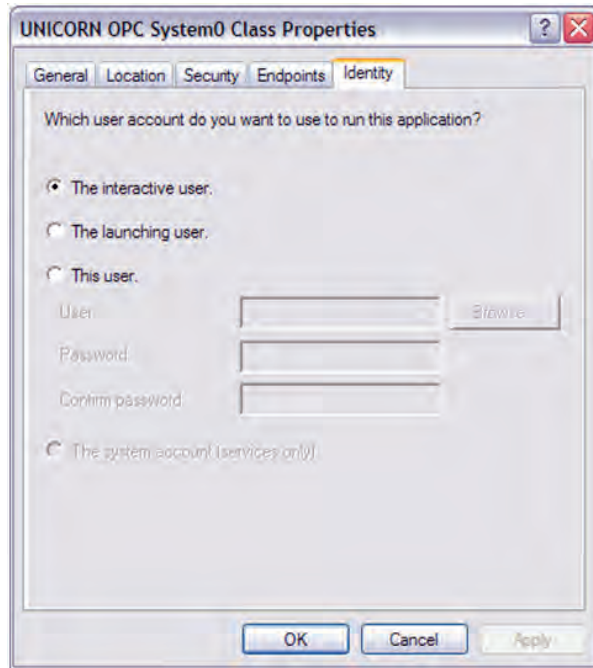 UNICORN OPC System0 Class Properties
General Location Security Endpoints Identity
Which user account do you want to use to run this application?
The interactive user.
The launching user.
This user.
User
Browse...
Password
Confirm password
The system account (services only).
OK Cancel Apply